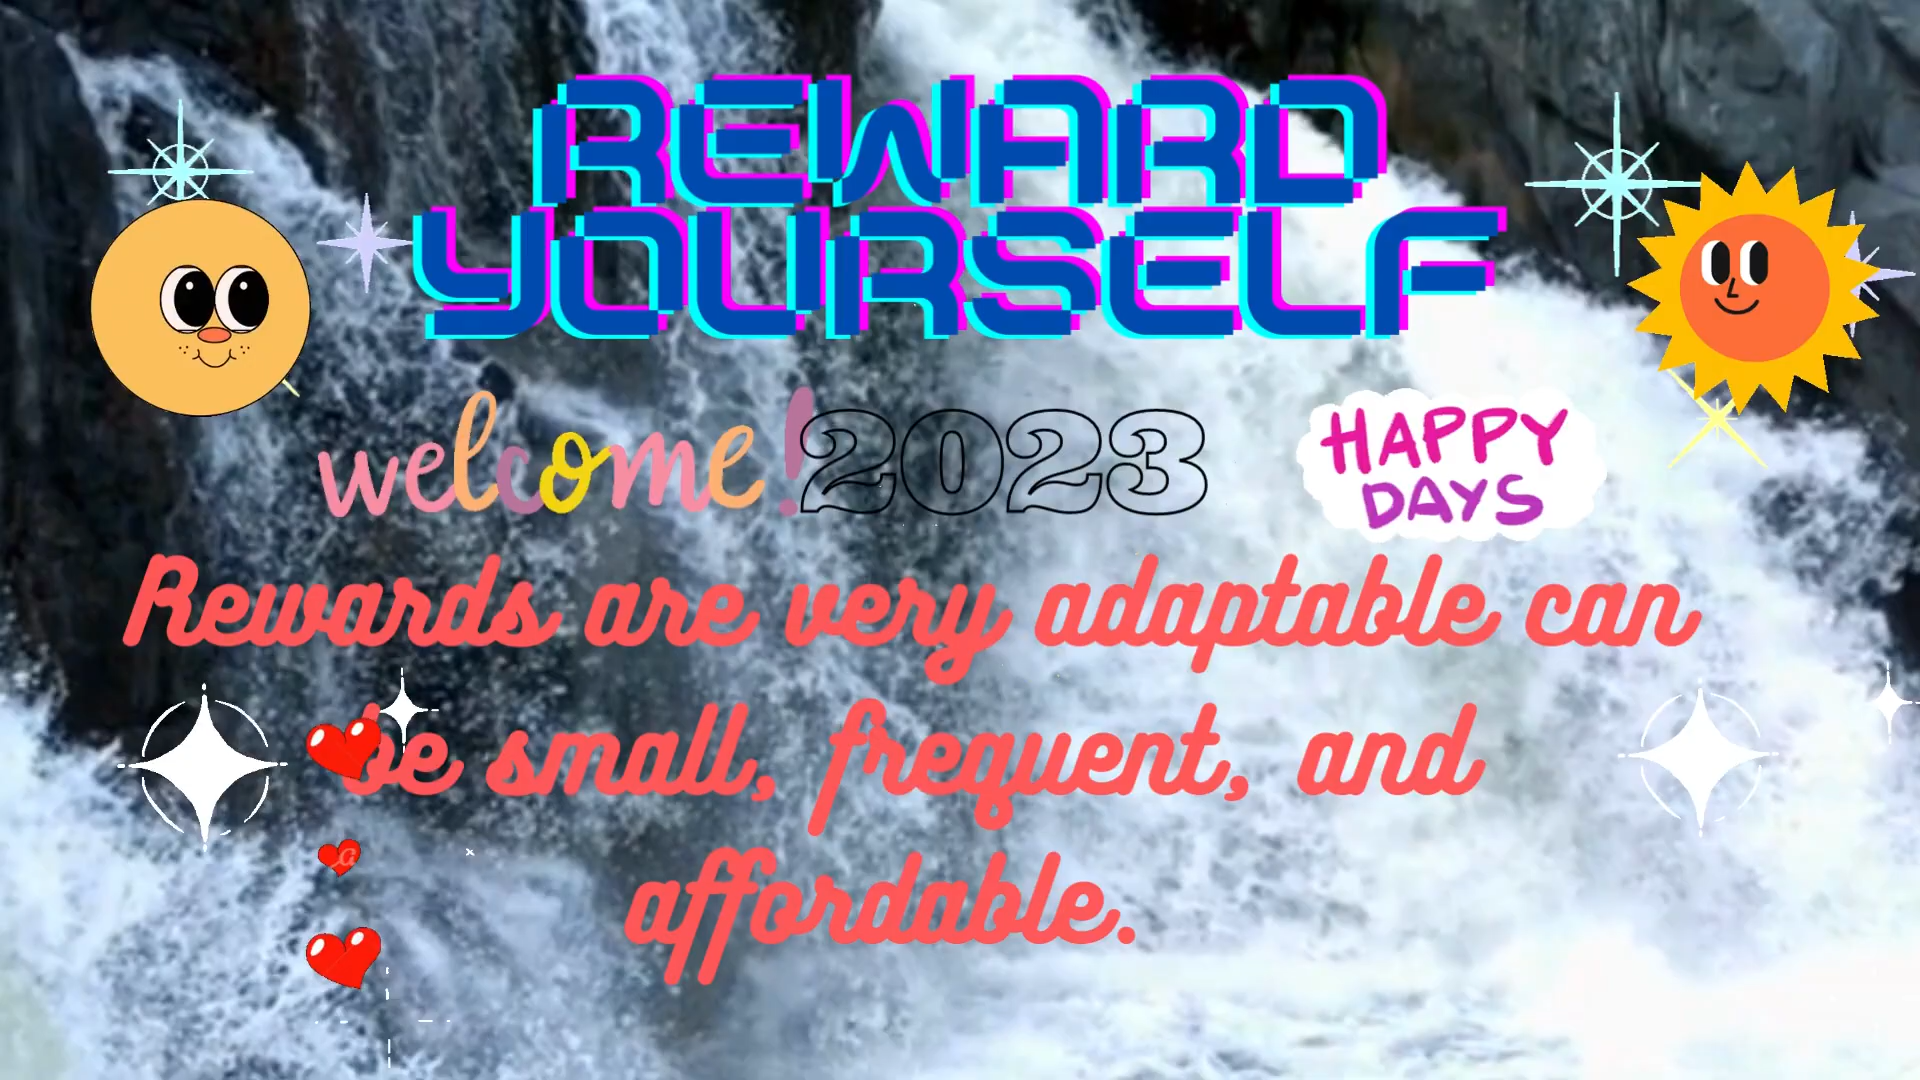 REWARD
YOURSELF
welcome!2023
HAPPY
DAYS
Rewards are very adaptable can
be small, frequent, and
affordable.